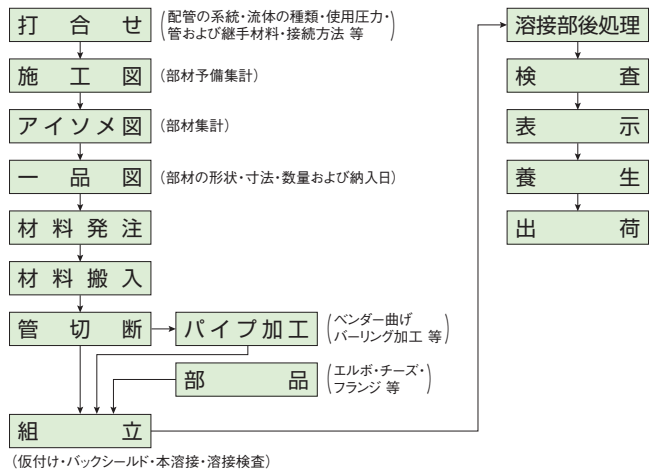 打合せ
(配管の系統・流体の種類・使用圧力・
管および継手材料・接続方法 等)
施工図
(部材予備集計)
アイソメ図
(部材集計)
一品図
(部材の形状・寸法・数量および納入日)
材料発注
材料搬入
管切断
パイプ加工
(ベンダー曲げ
バーリング加工 等)
部品
(エルボ・チーズ・
フランジ 等)
組立
(仮付け・バックシールド・本溶接・溶接検査)
溶接部後処理
検査
表示
養生
出荷